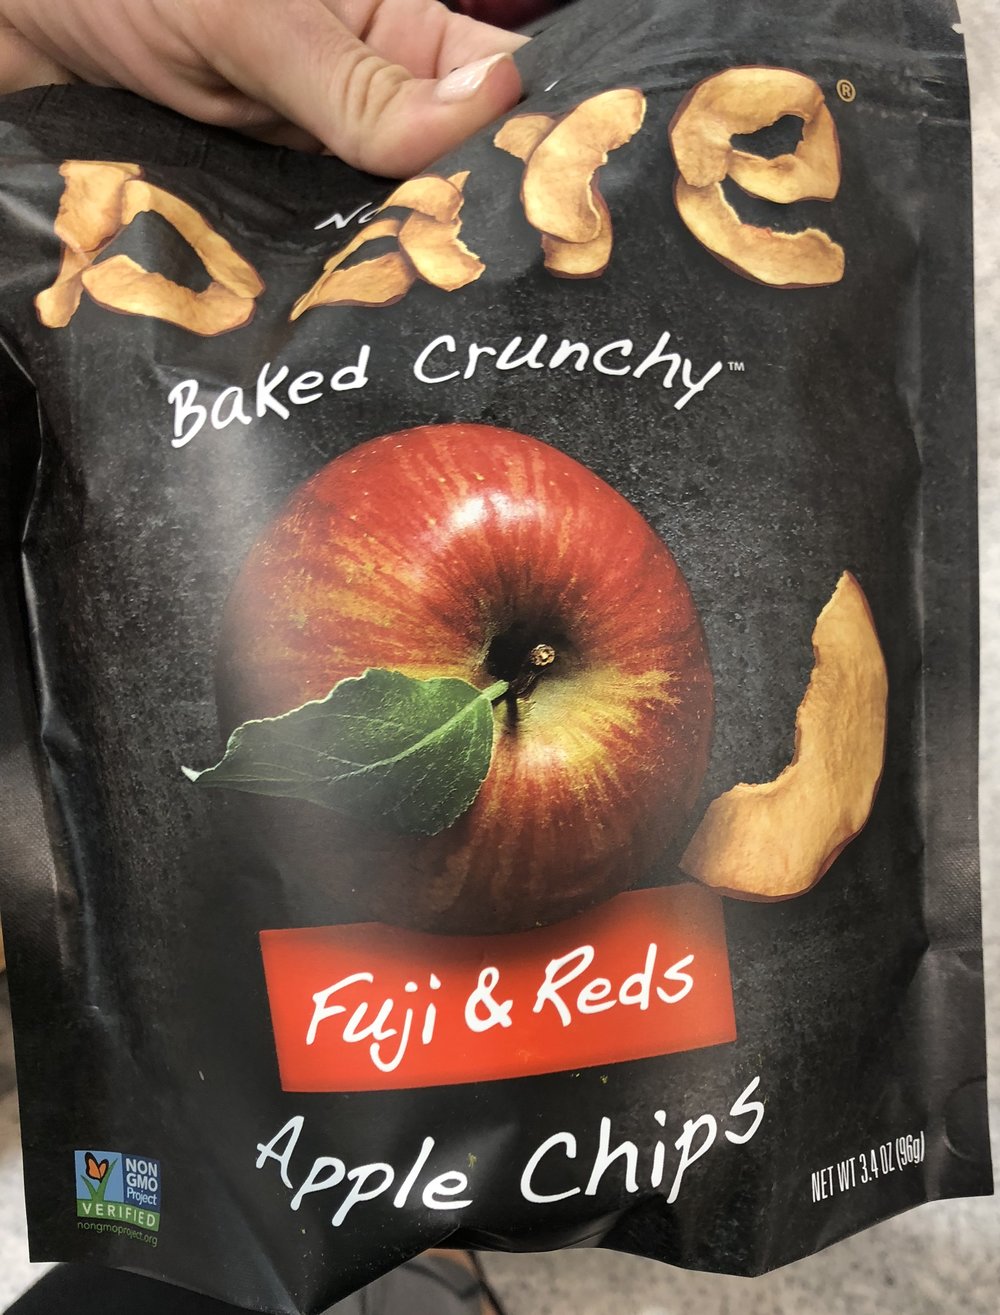 bare®
Baked Crunchy™
Fuji & Reds
Apple Chips
NON
GMO
Project
VERIFIED
nongmoproject.org
NET WT 3.4 OZ (96g)